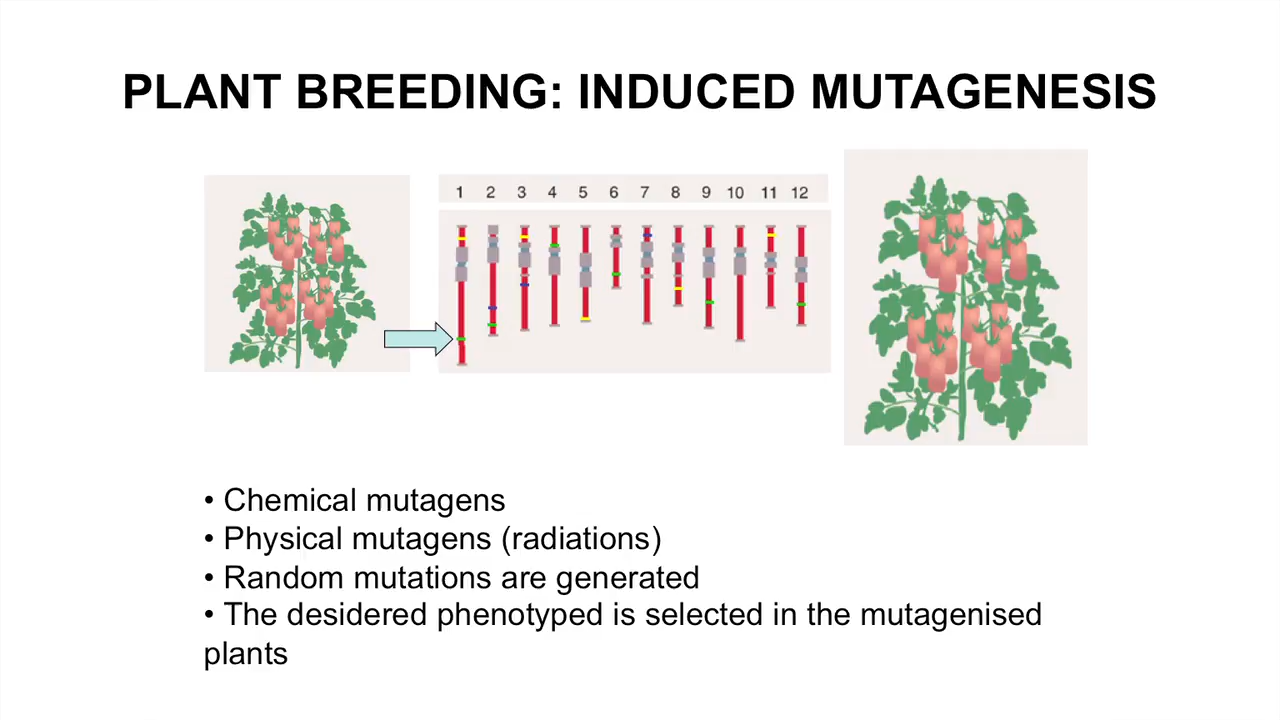 PLANT BREEDING: INDUCED MUTAGENESIS
1 2 3 4 5 6 7 8 9 10 11 12
• Chemical mutagens
• Physical mutagens (radiations)
• Random mutations are generated
• The desidered phenotyped is selected in the mutagenised
plants